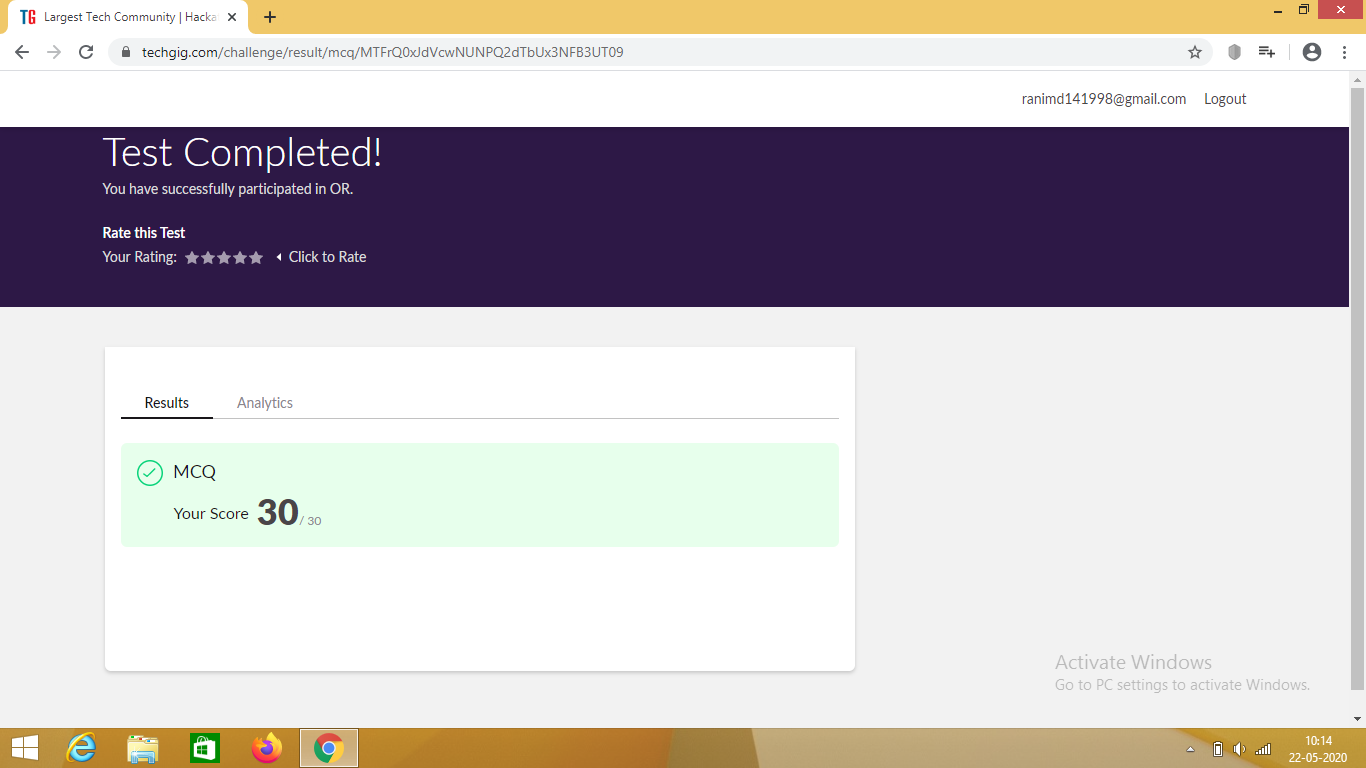 TG Largest Tech Community | Hacka
techgig.com/challenge/result/mcq/MTFrQ0xJdVcwNUNPQ2dTbUx3NFB3UT09
ranimd141998@gmail.com Logout
Test Completed!
You have successfully participated in OR.
Rate this Test
Your Rating: Click to Rate
Results Analytics
MCQ
Your Score 30 / 30
Activate Windows
Go to PC settings to activate Windows.
10:14
22-05-2020